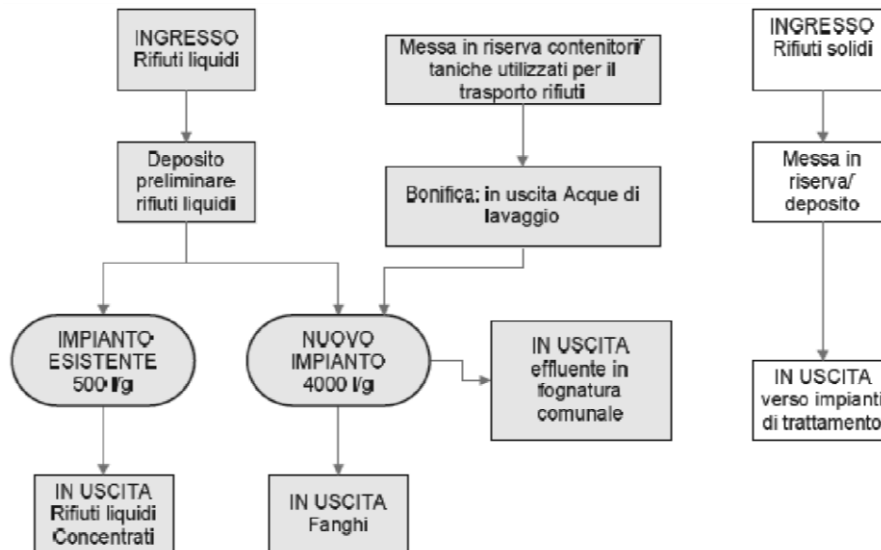 INGRESSO
Rifiuti liquidi
Messa in riserva contenitori/
taniche utilizzati per il
trasporto rifiuti
INGRESSO
Rifiuti solidi
Deposito
preliminare
rifiuti liquidi
Bonifica: in uscita Acque di
lavaggio
Messa in
riserva/
deposito
IMPIANTO
ESISTENTE
500 l/g
NUOVO
IMPIANTO
4000 l/g
IN USCITA
effluente in
fognatura
comunale
IN USCITA
verso impianti
di trattamento
IN USCITA
Rifiuti liquidi
Concentrati
IN USCITA
Fanghi